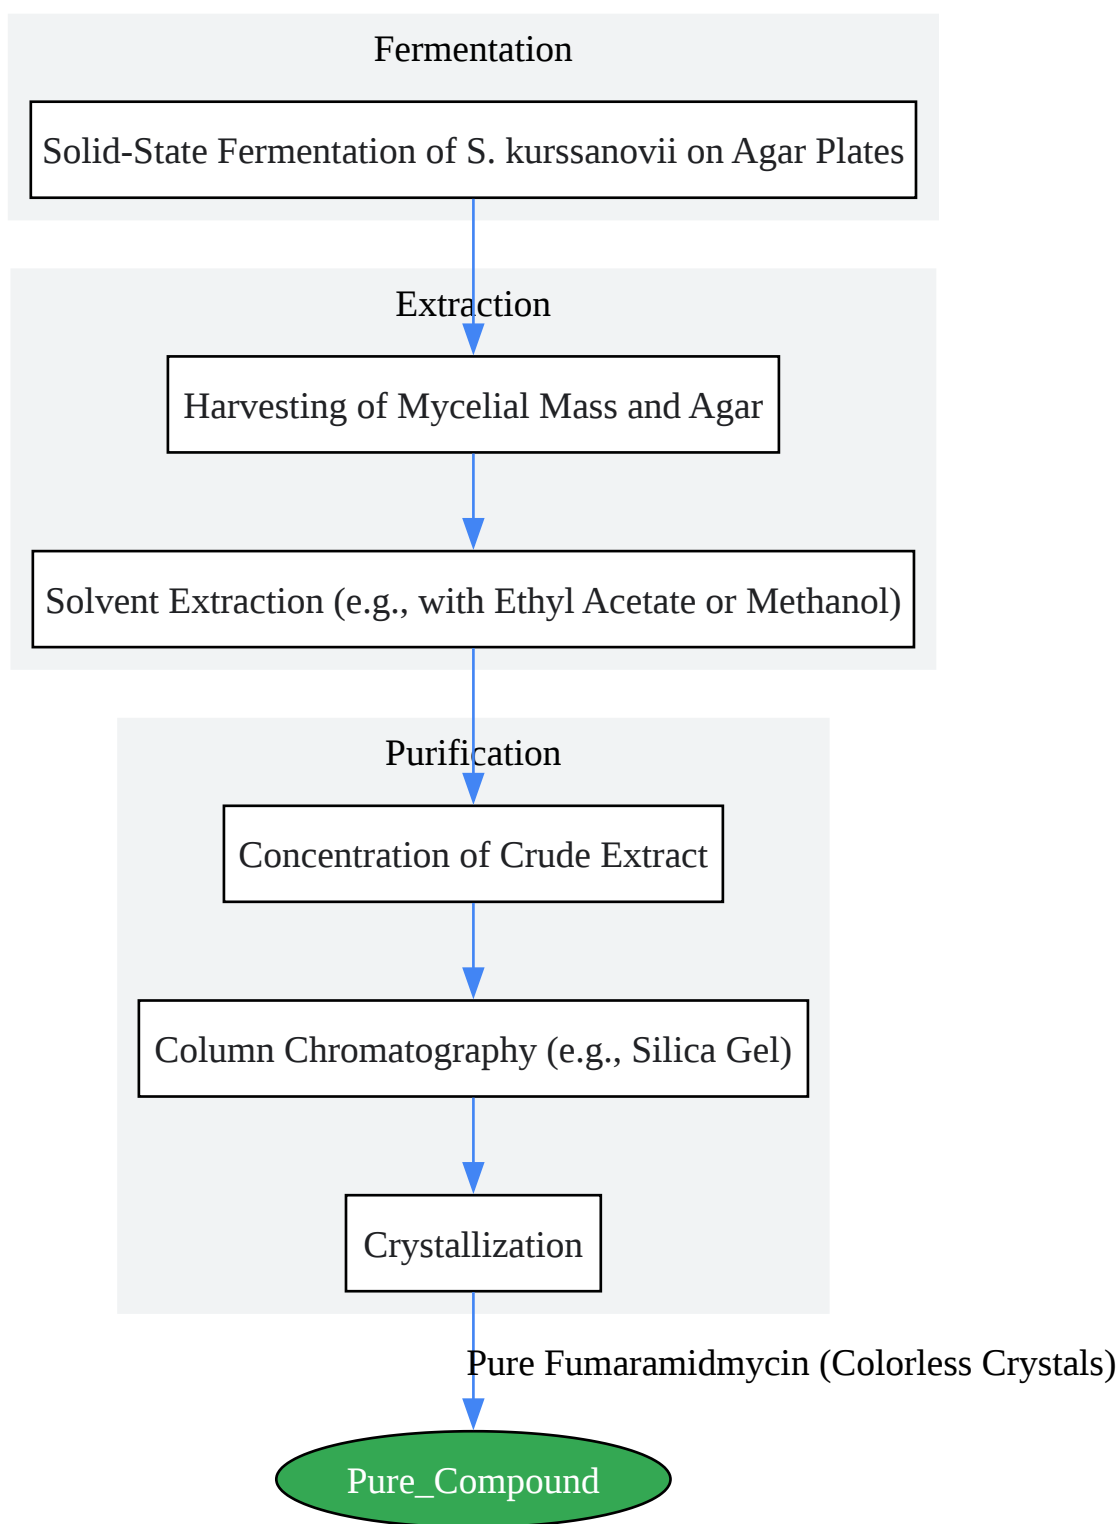 Fermentation
Solid-State Fermentation of S. kurssanovii on Agar Plates
Extraction
Harvesting of Mycelial Mass and Agar
Solvent Extraction (e.g., with Ethyl Acetate or Methanol)
Purification
Concentration of Crude Extract
Column Chromatography (e.g., Silica Gel)
Crystallization
Pure Fumaramidmycin (Colorless Crystals)
Pure_Compound